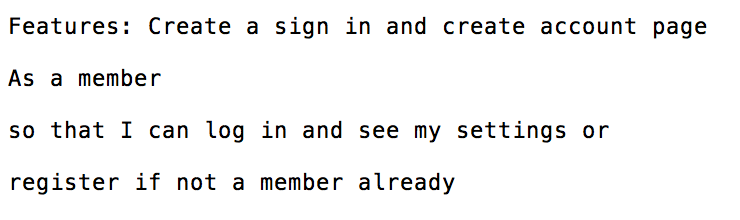 Features: Create a sign in and create account page
As a member
so that I can log in and see my settings or
register if not a member already